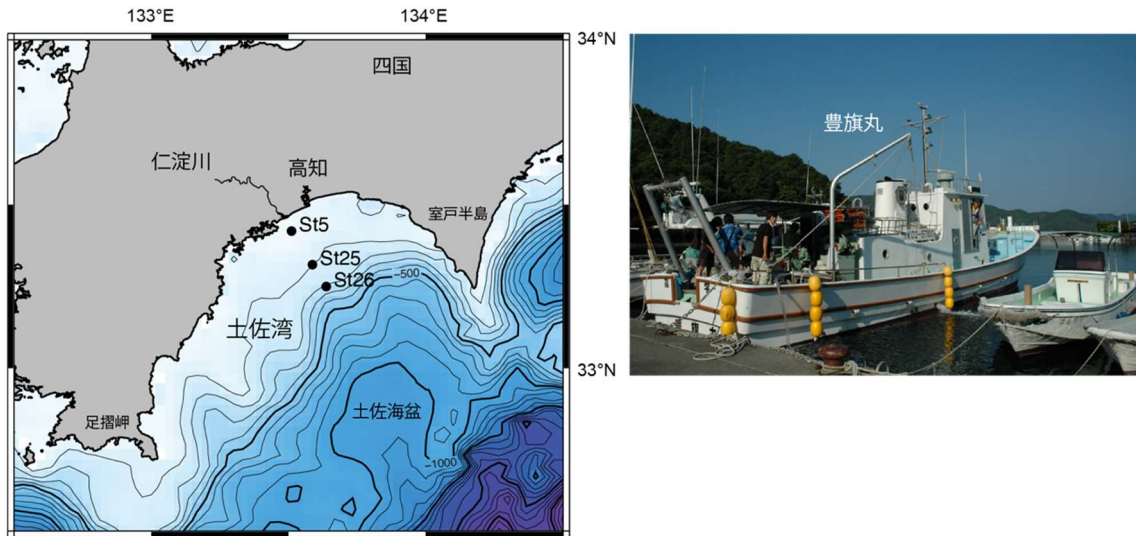 133°E
134°E
34°N
四国
仁淀川
高知
室戸半島
St5
St25
St26
-500
土佐湾
33°N
足摺岬
土佐海盆
-1000
豊旗丸